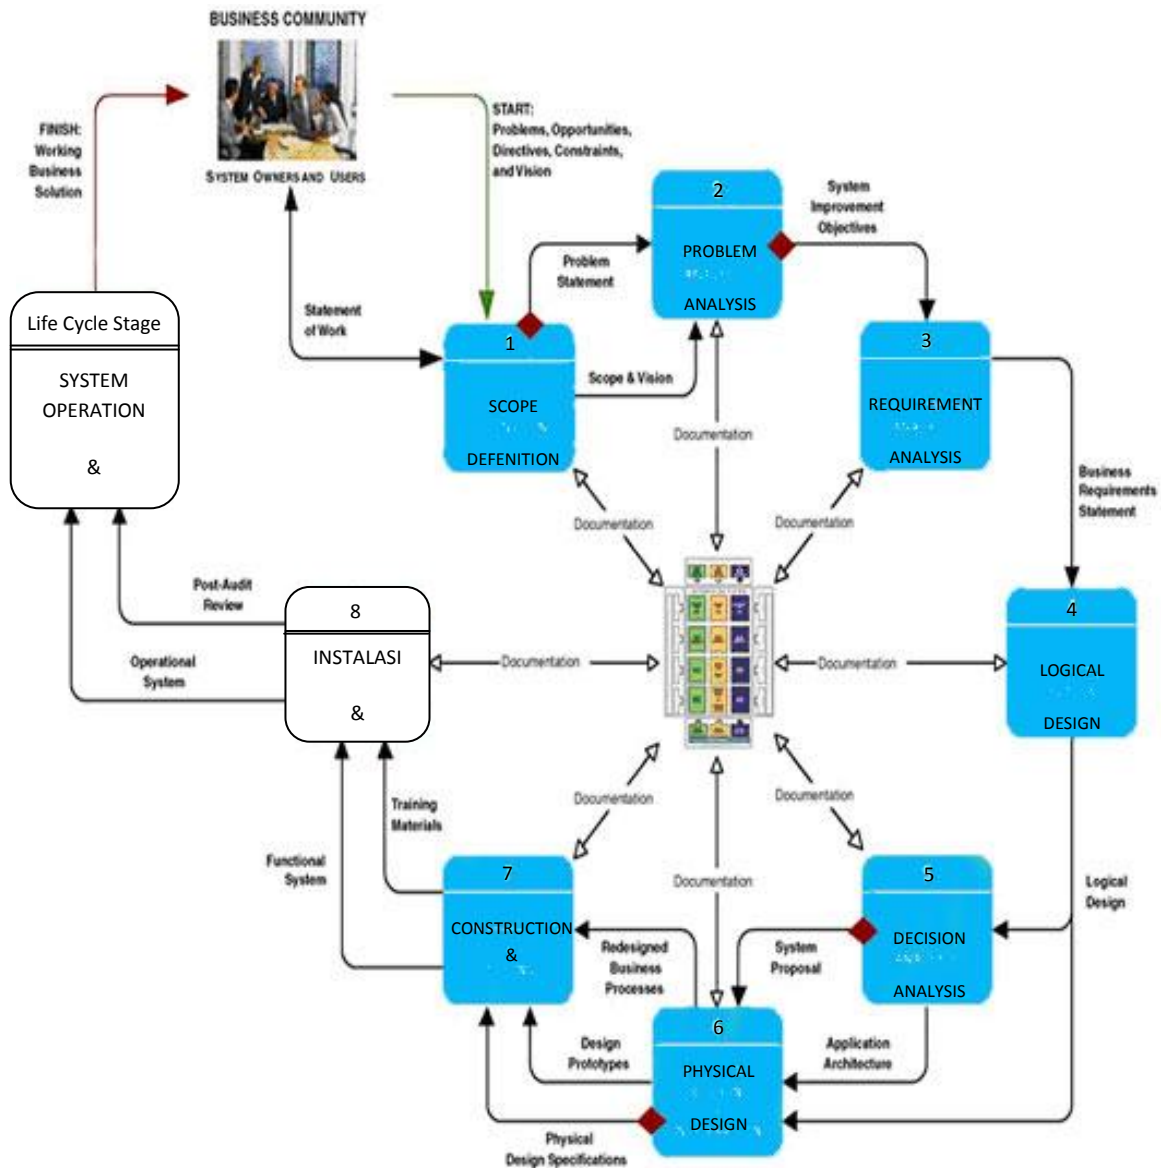 BUSINESS COMMUNITY
SYSTEM OWNERS AND USERS
FINISH:
Working
Business
Solution
START:
Problems, Opportunities,
Directives, Constraints,
and Vision
Statement
of Work
Problem
Statement
2
PROBLEM
ANALYSIS
System
Improvement
Objectives
Life Cycle Stage
SYSTEM
OPERATION
&
1
SCOPE
DEFENITION
Scope & Vision
3
REQUIREMENT
ANALYSIS
Documentation
Documentation
Documentation
Business
Requirements
Statement
Post-Audit
Review
Operational
System
8
INSTALASI
&
Documentation
Documentation
4
LOGICAL
DESIGN
Documentation
Documentation
Documentation
Training
Materials
Functional
System
7
CONSTRUCTION
&
Redesigned
Business
Processes
System
Proposal
5
DECISION
ANALYSIS
Logical
Design
Design
Prototypes
6
PHYSICAL
DESIGN
Application
Architecture
Physical
Design Specifications